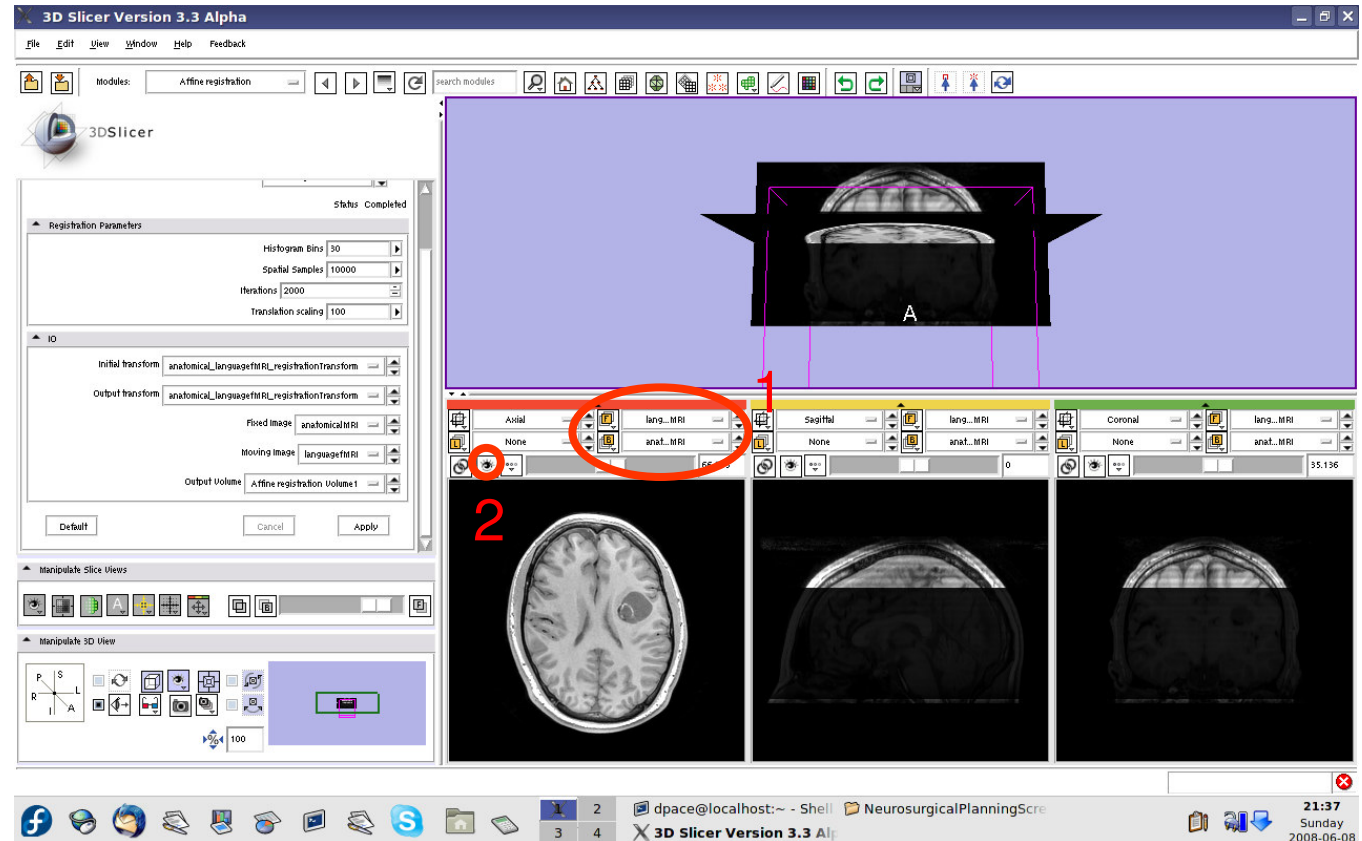 3D Slicer Version 3.3 Alpha
File Edit View Window Help Feedback
Modules: Affine registration search modules
3DSlicer
Status Completed
Registration Parameters
Histogram Bins 30
Spatial Samples 10000
Iterations 2000
Translation scaling 100
IO
Initial transform anatomical_languagefMRI_registrationTransform
Output transform anatomical_languagefMRI_registrationTransform
Fixed Image anatomicalMRI
Moving Image languagefMRI
Output Volume Affine registration Volume1
Default Cancel Apply
Manipulate Slice Views
A B F
Manipulate 3D View
P S
R L
I A
100
A
1
Axial F lang...MRI
L None B anat...MRI
Sagittal F lang...MRI
L None B anat...MRI
0
Coronal F lang...MRI
L None B anat...MRI
35.136
2
1 2
3 4
dpace@localhost:~ - Shell
NeurosurgicalPlanningScre
3D Slicer Version 3.3 Alp
21:37
Sunday
2008-06-08